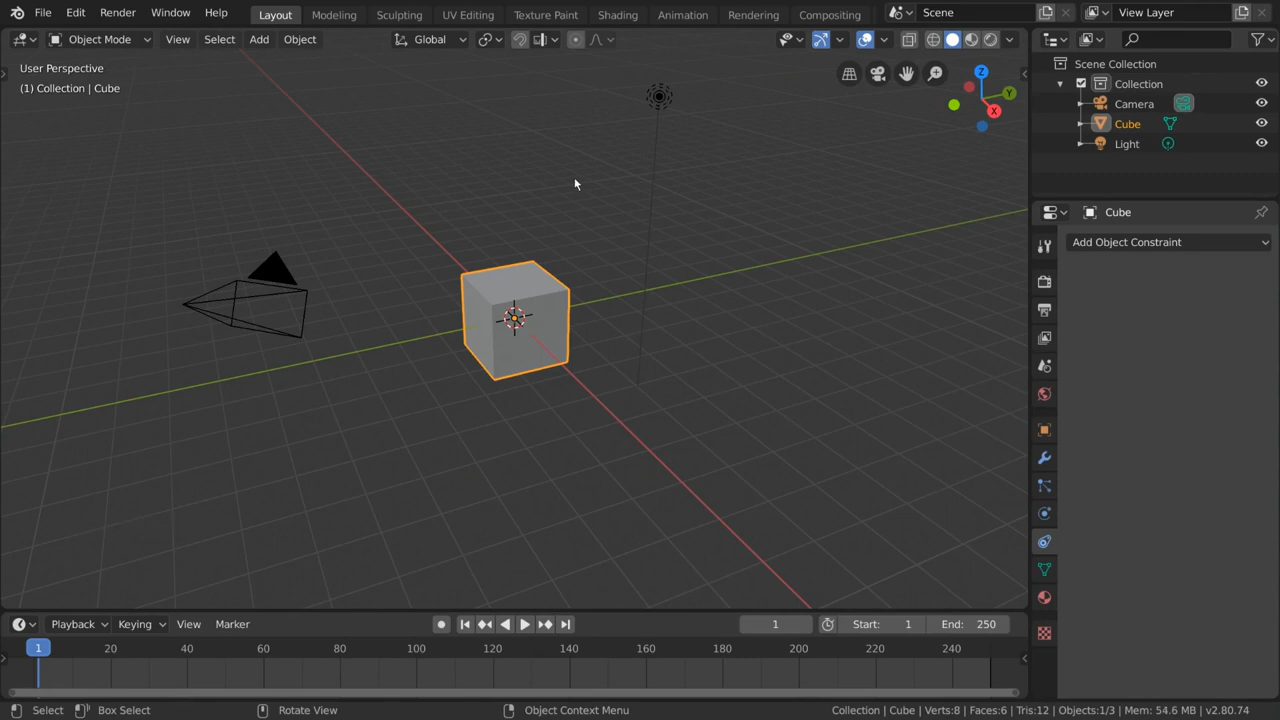 File Edit Render Window Help Layout Modeling Sculpting UV Editing Texture Paint Shading Animation Rendering Compositing Scene View Layer
Object Mode View Select Add Object Global
User Perspective
(1) Collection | Cube
Z
Y
X
Scene Collection
Collection
Camera
Cube
Light
Cube
Add Object Constraint
Playback Keying View Marker 1 Start: 1 End: 250
1 20 40 60 80 100 120 140 160 180 200 220 240
Select Box Select Rotate View Object Context Menu Collection | Cube | Verts:8 | Faces:6 | Tris:12 | Objects:1/3 | Mem: 54.6 MB | v2.80.74